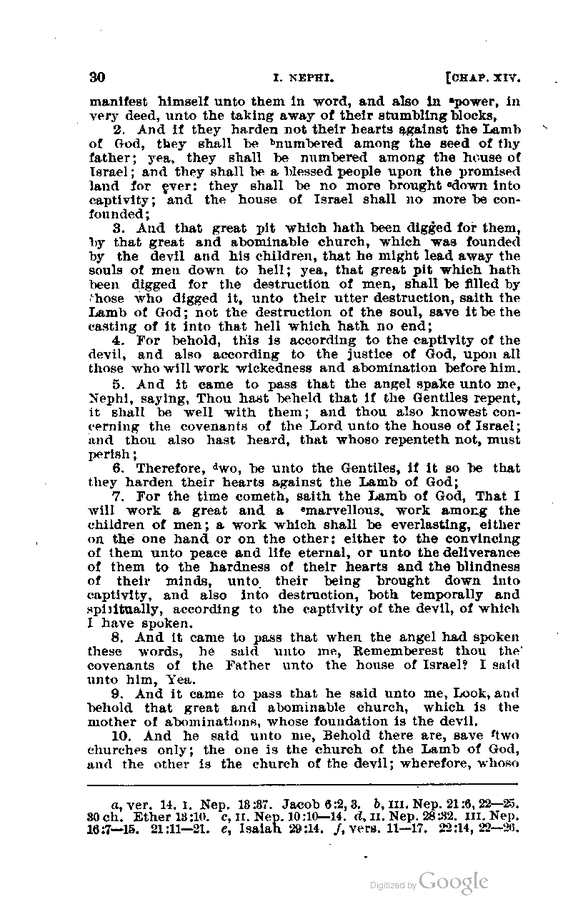 30 I. NEPHI. [CHAP. XIV.
manifest himself unto them in word, and also in ᵃpower, in
very deed, unto the taking away of their stumbling blocks,
2. And if they harden not their hearts against the Lamb
of God, they shall be ᵇnumbered among the seed of thy
father; yea, they shall be numbered among the house of
Israel; and they shall be a blessed people upon the promised
land for ever: they shall be no more brought ᶜdown into
captivity; and the house of Israel shall no more be con-
founded;
3. And that great pit which hath been digged for them,
by that great and abominable church, which was founded
by the devil and his children, that he might lead away the
souls of men down to hell; yea, that great pit which hath
been digged for the destruction of men, shall be filled by
those who digged it, unto their utter destruction, saith the
Lamb of God; not the destruction of the soul, save it be the
casting of it into that hell which hath no end;
4. For behold, this is according to the captivity of the
devil, and also according to the justice of God, upon all
those who will work wickedness and abomination before him.
5. And it came to pass that the angel spake unto me,
Nephi, saying, Thou hast beheld that if the Gentiles repent,
it shall be well with them; and thou also knowest con-
cerning the covenants of the Lord unto the house of Israel;
and thou also hast heard, that whoso repenteth not, must
perish;
6. Therefore, ᵈwo, be unto the Gentiles, if it so be that
they harden their hearts against the Lamb of God;
7. For the time cometh, saith the Lamb of God, That I
will work a great and a ᵉmarvellous, work among the
children of men; a work which shall be everlasting, either
on the one hand or on the other: either to the convincing
of them unto peace and life eternal, or unto the deliverance
of them to the hardness of their hearts and the blindness
of their minds, unto their being brought down into
captivity, and also into destruction, both temporally and
spiritually, according to the captivity of the devil, of which
I have spoken.
8. And it came to pass that when the angel had spoken
these words, he said unto me, Rememberest thou the
covenants of the Father unto the house of Israel? I said
unto him, Yea.
9. And it came to pass that he said unto me, Look, and
behold that great and abominable church, which is the
mother of abominations, whose foundation is the devil.
10. And he said unto me, Behold there are, save ᶠtwo
churches only; the one is the church of the Lamb of God,
and the other is the church of the devil; wherefore, whoso
a, ver. 14. I. Nep. 13:37. Jacob 6:2, 3. b, III. Nep. 21:6, 22—25.
30 ch. Ether 13:10. c, II. Nep. 10:10—14. d, II. Nep. 28:32. III. Nep.
16:7—15. 21:11—21. e, Isaiah 29:14. f, vers. 11—17. 22:14, 22—26.
Digitized by Google